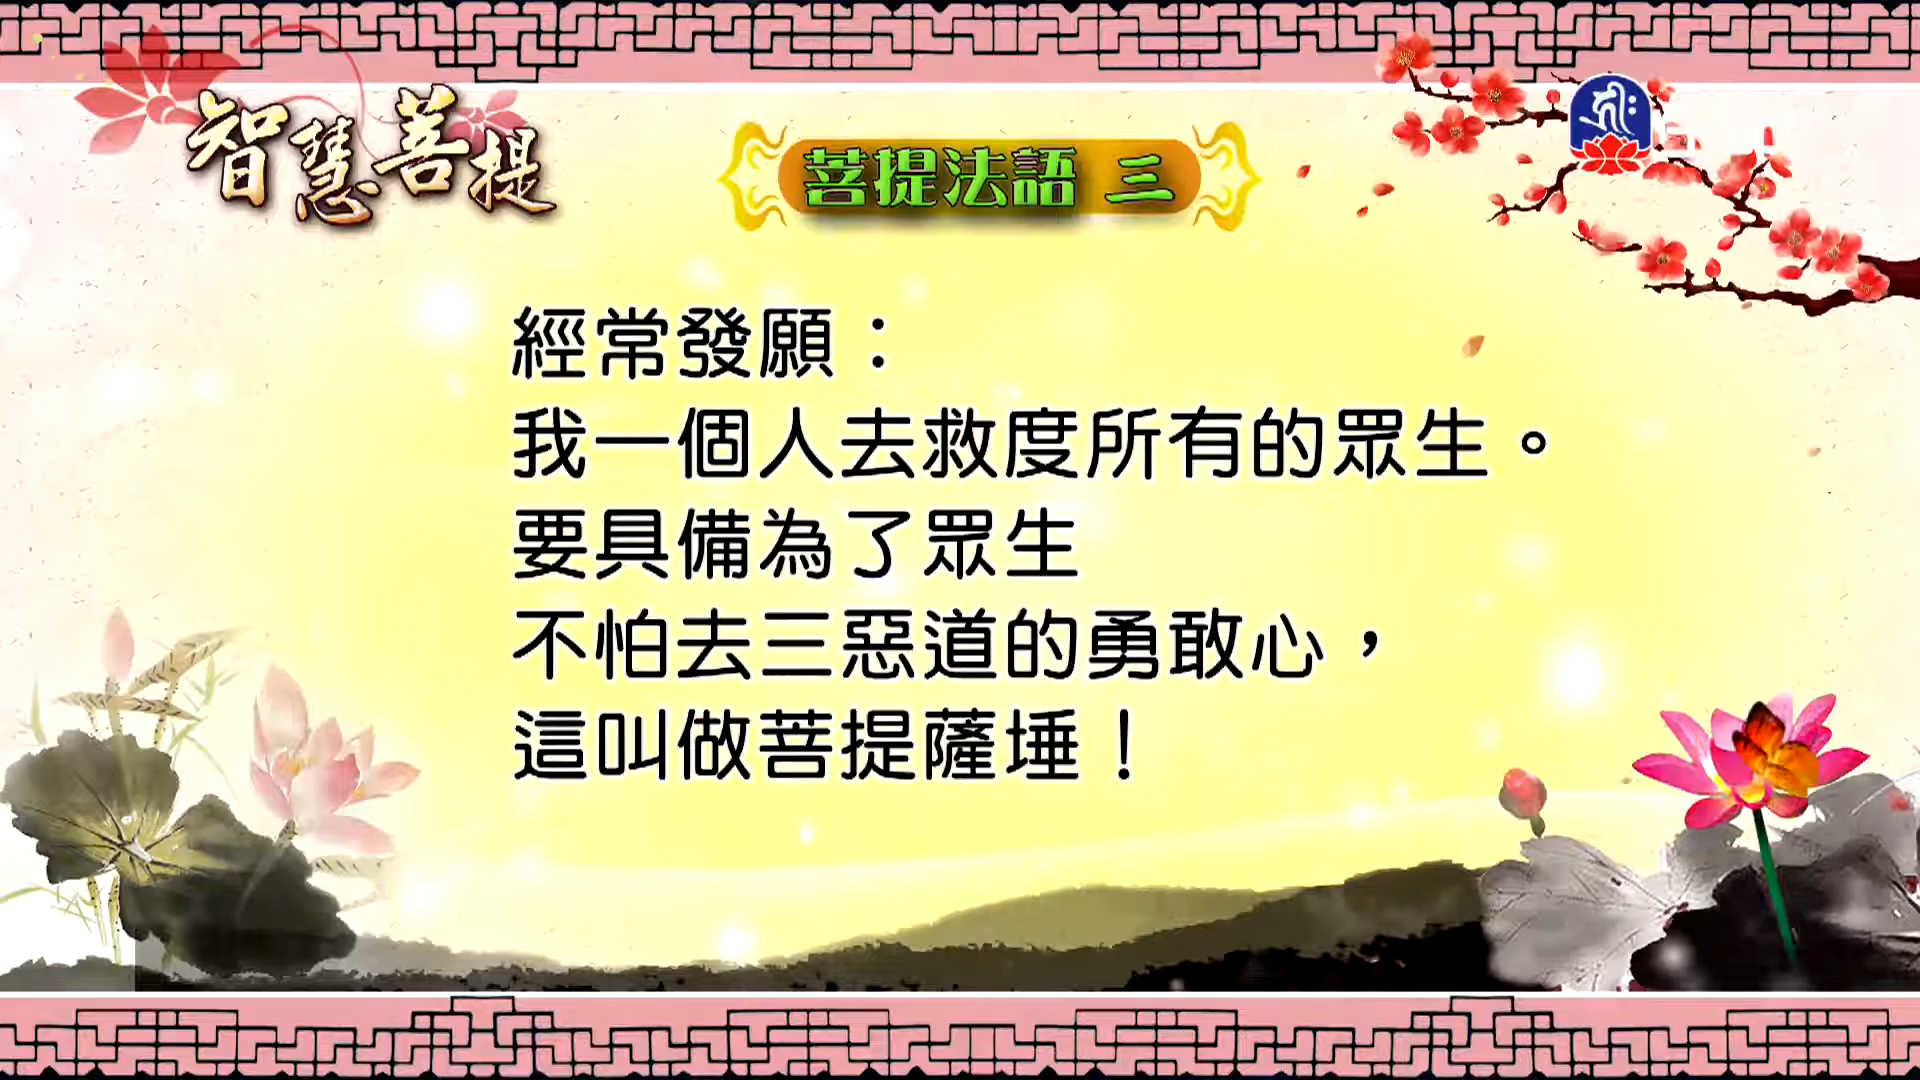 智慧菩提
菩提法語 三
經常發願：
我一個人去救度所有的眾生。
要具備為了眾生
不怕去三惡道的勇敢心，
這叫做菩提薩埵！